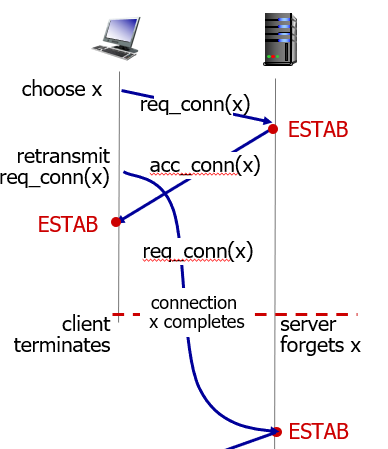 choose x
req_conn(x)
ESTAB
retransmit
req_conn(x)
acc_conn(x)
ESTAB
req_conn(x)
connection
x completes
client
terminates
server
forgets x
ESTAB